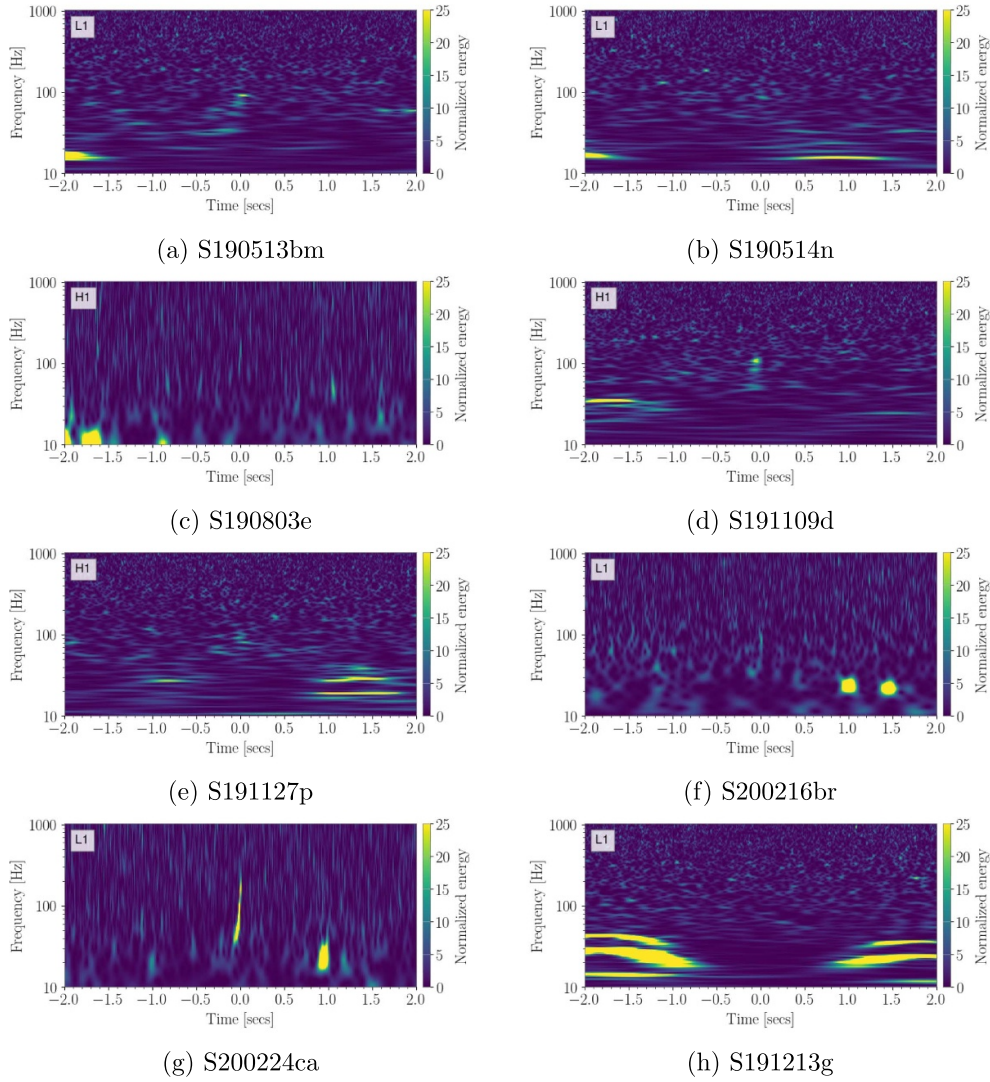 L1
1000
100
10
Frequency [Hz]
−2.0 −1.5 −1.0 −0.5 0.0 0.5 1.0 1.5 2.0
Time [secs]
25
20
15
10
5
0
Normalized energy
(a) S190513bm
L1
1000
100
10
Frequency [Hz]
−2.0 −1.5 −1.0 −0.5 0.0 0.5 1.0 1.5 2.0
Time [secs]
25
20
15
10
5
0
Normalized energy
(b) S190514n
H1
1000
100
10
Frequency [Hz]
−2.0 −1.5 −1.0 −0.5 0.0 0.5 1.0 1.5 2.0
Time [secs]
25
20
15
10
5
0
Normalized energy
(c) S190803e
H1
1000
100
10
Frequency [Hz]
−2.0 −1.5 −1.0 −0.5 0.0 0.5 1.0 1.5 2.0
Time [secs]
25
20
15
10
5
0
Normalized energy
(d) S191109d
H1
1000
100
10
Frequency [Hz]
−2.0 −1.5 −1.0 −0.5 0.0 0.5 1.0 1.5 2.0
Time [secs]
25
20
15
10
5
0
Normalized energy
(e) S191127p
L1
1000
100
10
Frequency [Hz]
−2.0 −1.5 −1.0 −0.5 0.0 0.5 1.0 1.5 2.0
Time [secs]
25
20
15
10
5
0
Normalized energy
(f) S200216br
L1
1000
100
10
Frequency [Hz]
−2.0 −1.5 −1.0 −0.5 0.0 0.5 1.0 1.5 2.0
Time [secs]
25
20
15
10
5
0
Normalized energy
(g) S200224ca
L1
1000
100
10
Frequency [Hz]
−2.0 −1.5 −1.0 −0.5 0.0 0.5 1.0 1.5 2.0
Time [secs]
25
20
15
10
5
0
Normalized energy
(h) S191213g